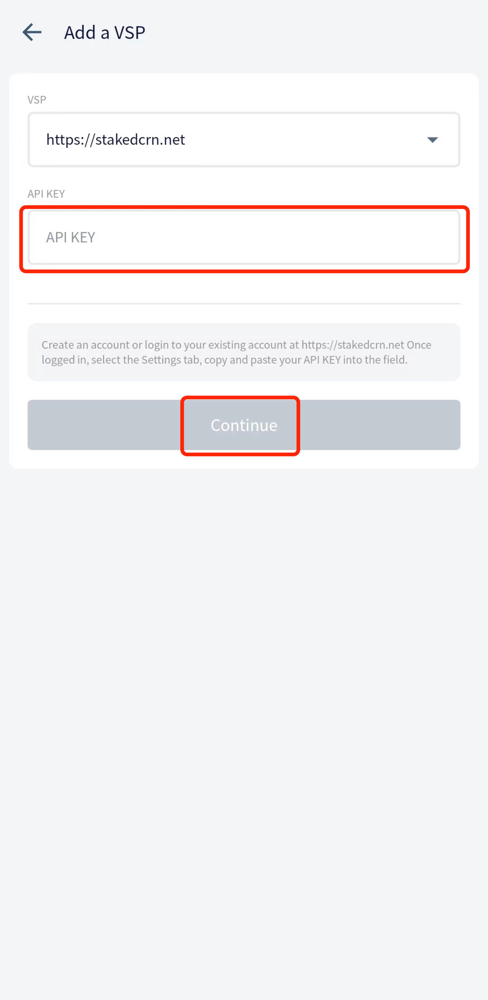 Add a VSP
VSP
https://stakedcrn.net
API KEY
API KEY
Create an account or login to your existing account at https://stakedcrn.net Once
logged in, select the Settings tab, copy and paste your API KEY into the field.
Continue